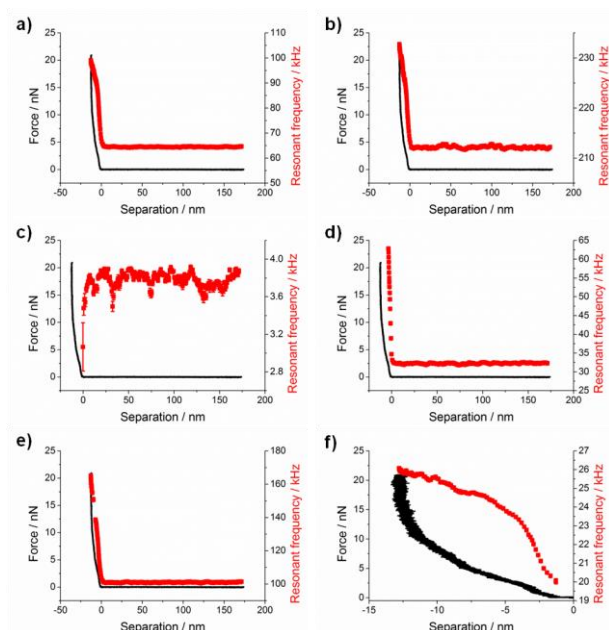 a)
Force / nN
25
20
15
10
5
0
-50 0 50 100 150 200
Separation / nm
110
100
90
80
70
60
50
Resonant frequency / kHz
b)
Force / nN
25
20
15
10
5
0
-50 0 50 100 150 200
Separation / nm
230
220
210
Resonant frequency / kHz
c)
Force / nN
25
20
15
10
5
0
0 50 100 150 200
Separation / nm
4.0
3.6
3.2
2.8
Resonant frequency / kHz
d)
Force / nN
25
20
15
10
5
0
-50 0 50 100 150 200
Separation / nm
65
60
55
50
45
40
35
30
25
Resonant frequency / kHz
e)
Force / nN
25
20
15
10
5
0
-50 0 50 100 150 200
Separation / nm
180
160
140
120
100
Resonant frequency / kHz
f)
Force / nN
25
20
15
10
5
0
-15 -10 -5 0
Separation / nm
27
26
25
24
23
22
21
20
19
Resonant frequency / kHz